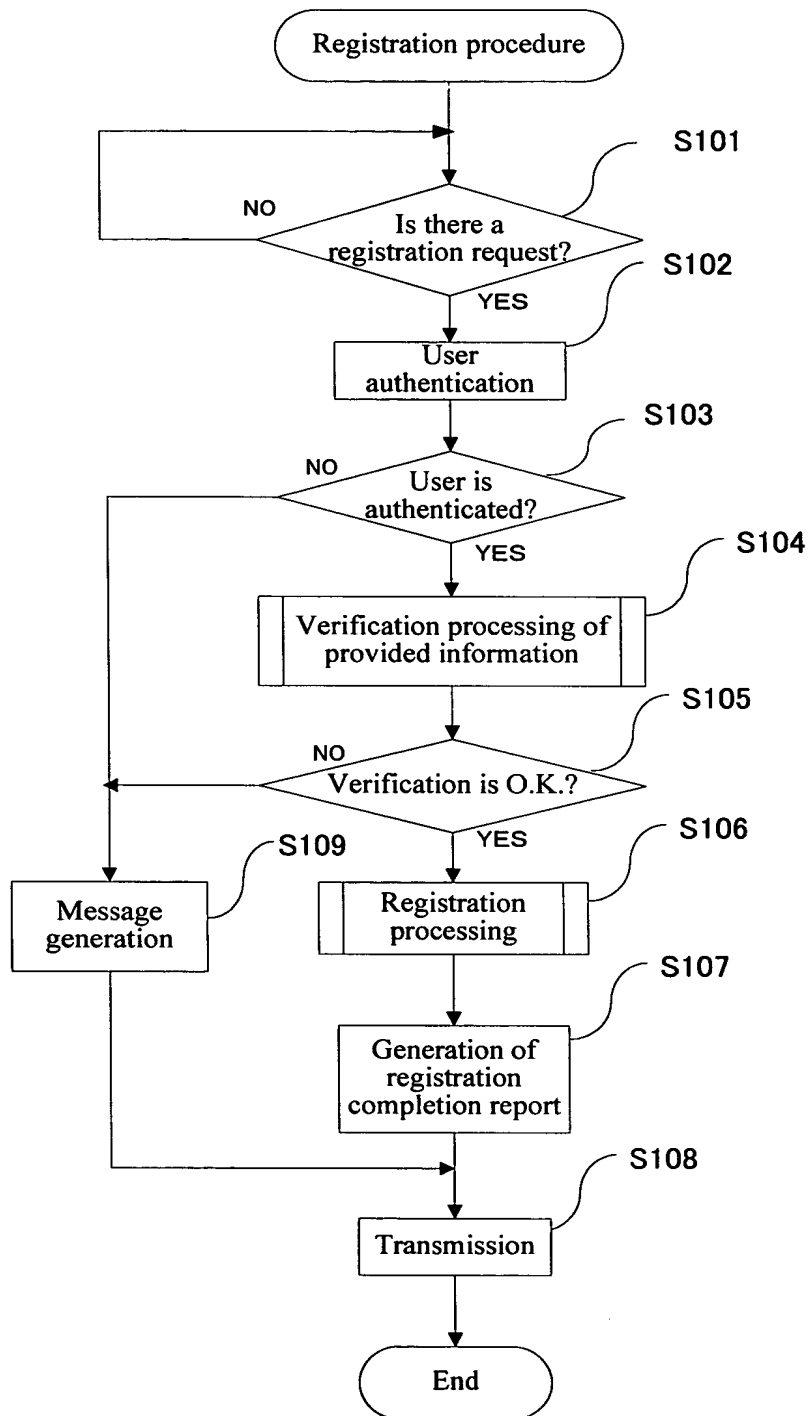 Registration procedure
S101
NO
Is there a
registration request?
S102
YES
User
authentication
S103
NO
User is
authenticated?
YES
S104
Verification processing of
provided information
S105
NO
Verification is O.K.?
YES
S106
S109
Message
generation
Registration
processing
S107
Generation of
registration
completion report
S108
Transmission
End